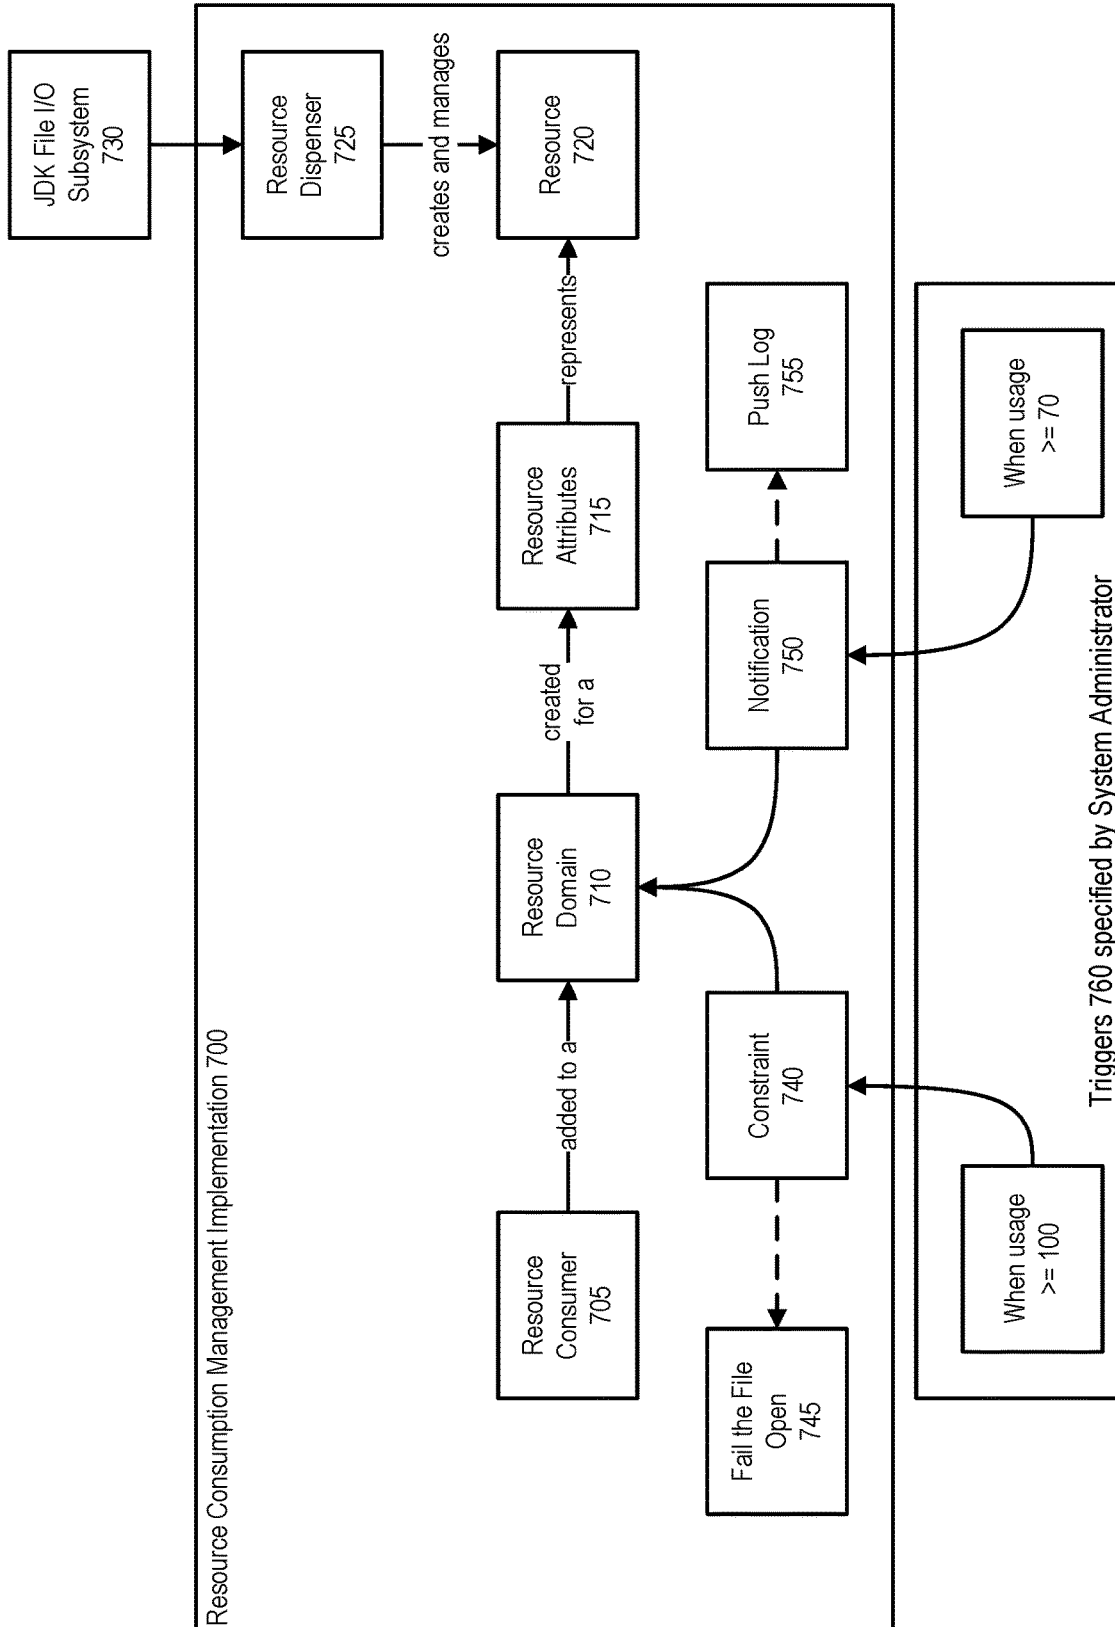 Resource Consumption Management Implementation 700
JDK File I/O
Subsystem
730
Resource
Dispenser
725
creates and manages
Resource
Consumer
705
added to a
Resource
Domain
710
created
for a
Resource
Attributes
715
represents
Resource
720
Fail the File
Open
745
Constraint
740
Notification
750
Push Log
755
When usage
>= 100
When usage
>= 70
Triggers 760 specified by System Administrator